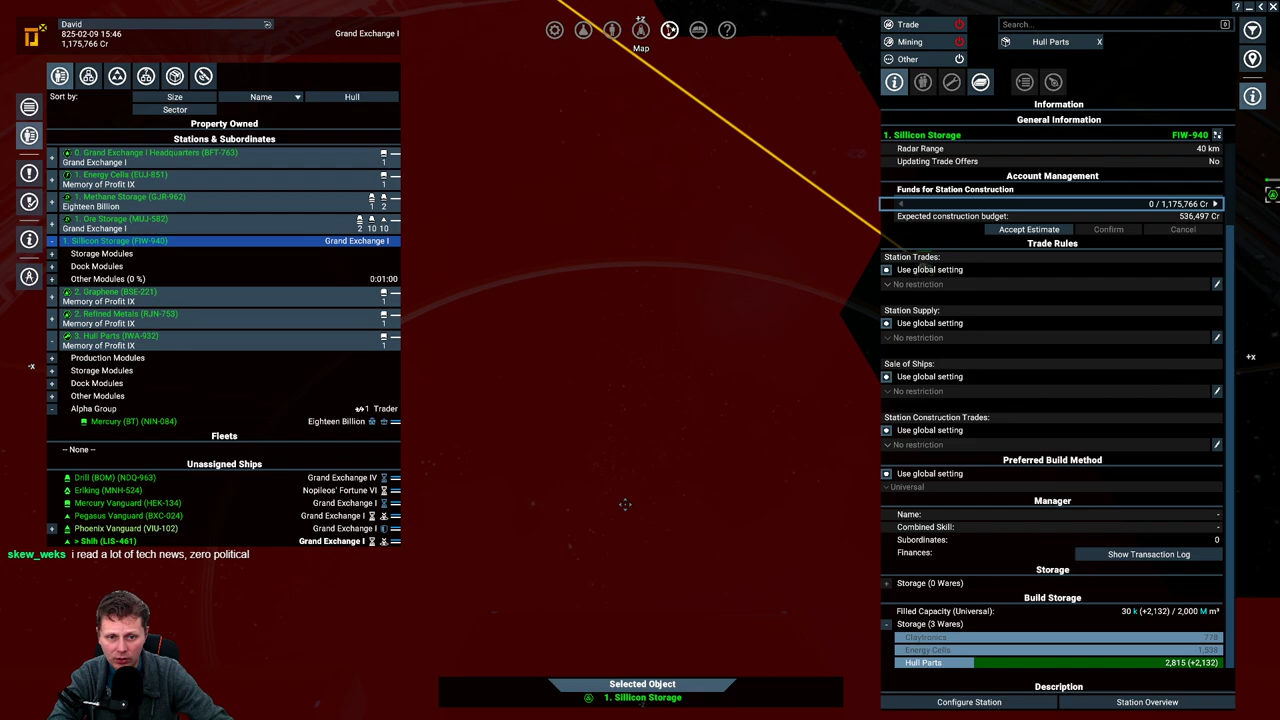 David
825-02-09 15:46
1,175,766 Cr
Grand Exchange I
Sort by:
Size
Name
Hull
Sector
Property Owned
Stations & Subordinates
0. Grand Exchange I Headquarters (BFT-763)
Grand Exchange I
1
1. Energy Cells (EUJ-851)
Memory of Profit IX
1
1. Methane Storage (GJR-962)
Eighteen Billion
1 2
1. Ore Storage (MUJ-582)
Grand Exchange I
2 10 10
1. Sillicon Storage (FIW-940)
Grand Exchange I
Storage Modules
Dock Modules
Other Modules (0 %)
0:01:00
2. Graphene (BSE-221)
Memory of Profit IX
1
2. Refined Metals (RJN-753)
Memory of Profit IX
1
3. Hull Parts (IWA-932)
Memory of Profit IX
1
Production Modules
Storage Modules
Dock Modules
Other Modules
Alpha Group
1 Trader
Mercury (BT) (NIN-084)
Eighteen Billion
Fleets
-- None --
Unassigned Ships
Drill (BOM) (NDQ-963)
Grand Exchange IV
Erlking (MNH-524)
Nopileos' Fortune VI
Mercury Vanguard (HEK-134)
Grand Exchange I
Pegasus Vanguard (BXC-024)
Grand Exchange I
Phoenix Vanguard (VIU-102)
Grand Exchange I
> Shih (LIS-461)
Grand Exchange I
skew_weks i read a lot of tech news, zero political
+z
Map
-x
+x
Selected Object
1. Sillicon Storage
Trade
Mining
Other
Search...
Hull Parts X
Information
General Information
1. Sillicon Storage
FIW-940
Radar Range
40 km
Updating Trade Offers
No
Account Management
Funds for Station Construction
0 / 1,175,766 Cr
Expected construction budget:
536,497 Cr
Accept Estimate
Confirm
Cancel
Trade Rules
Station Trades:
Use global setting
No restriction
Station Supply:
Use global setting
No restriction
Sale of Ships:
Use global setting
No restriction
Station Construction Trades:
Use global setting
No restriction
Preferred Build Method
Use global setting
Universal
Manager
Name:
-
Combined Skill:
-
Subordinates:
0
Finances:
Show Transaction Log
Storage
Storage (0 Wares)
Build Storage
Filled Capacity (Universal):
30 k (+2,132) / 2,000 M m³
Storage (3 Wares)
Claytronics
778
Energy Cells
1,538
Hull Parts
2,815 (+2,132)
Description
Configure Station
Station Overview